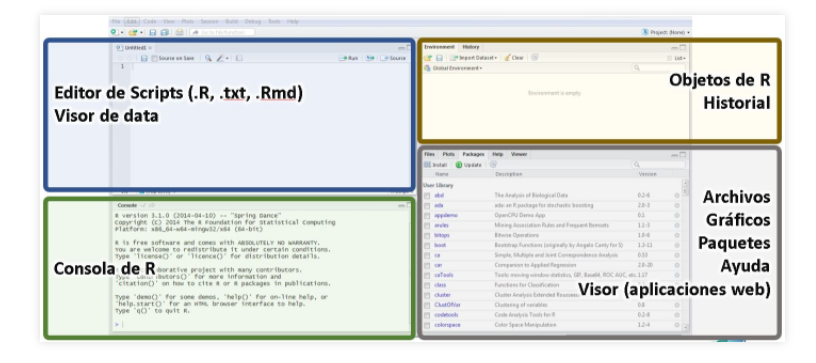 File Edit Code View Plots Session Build Debug Tools Help
Go to file/function
Project: (None)
Untitled1
Source on Save
Run
Source
1
Editor de Scripts (.R, .txt, .Rmd)
Visor de data
Environment History
Import Dataset Clear
List
Global Environment
Environment is empty
Objetos de R
Historial
Console
R version 3.1.0 (2014-04-10) -- "Spring Dance"
Copyright (C) 2014 The R Foundation for Statistical Computing
Platform: x86_64-w64-mingw32/x64 (64-bit)
R is free software and comes with ABSOLUTELY NO WARRANTY.
You are welcome to redistribute it under certain conditions.
Type 'license()' or 'licence()' for distribution details.
Consola de R
collaborative project with many contributors.
Type 'contributors()' for more information and
'citation()' on how to cite R or R packages in publications.
Type 'demo()' for some demos, 'help()' for on-line help, or
'help.start()' for an HTML browser interface to help.
Type 'q()' to quit R.
>
Files Plots Packages Help Viewer
Install Update
Name Description Version
User Library
abd The Analysis of Biological Data 0.2-6
ada ada: an R package for stochastic boosting 2.0-3
appdemo OpenCPU Demo App 0.1
arules Mining Association Rules and Frequent Itemsets
bitops Bitwise Operations 1.0-6
boot Bootstrap Functions (originally by Angelo Canty for S) 1.3-11
ca Simple, Multiple and Joint Correspondence Analysis
car Companion to Applied Regression 2.0-20
caTools Tools: moving window statistics, GIF, Base64, ROC AUC, etc. 1.17
class Functions for Classification
cluster Cluster Analysis Extended
ClustOfVar Clustering of variables 0.8
codetools Code Analysis Tools for R 0.2-8
colorspace Color Space Manipulation 1.2-4
Archivos
Gráficos
Paquetes
Ayuda
Visor (aplicaciones web)